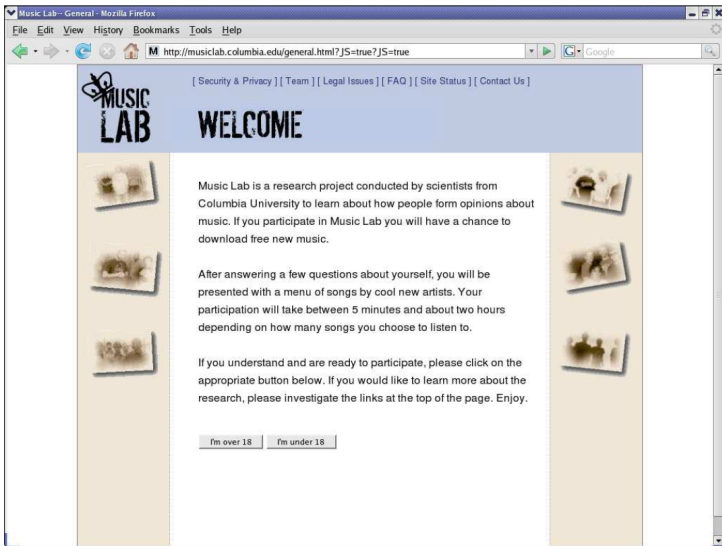 Music Lab-- General - Mozilla Firefox
File Edit View History Bookmarks Tools Help
M http://musiclab.columbia.edu/general.html?JS=true?JS=true G Google
[ Security & Privacy ] [ Team ] [ Legal Issues ] [ FAQ ] [ Site Status ] [ Contact Us ]
MUSIC
LAB
WELCOME
Music Lab is a research project conducted by scientists from
Columbia University to learn about how people form opinions about
music. If you participate in Music Lab you will have a chance to
download free new music.
After answering a few questions about yourself, you will be
presented with a menu of songs by cool new artists. Your
participation will take between 5 minutes and about two hours
depending on how many songs you choose to listen to.
If you understand and are ready to participate, please click on the
appropriate button below. If you would like to learn more about the
research, please investigate the links at the top of the page. Enjoy.
I'm over 18 I'm under 18